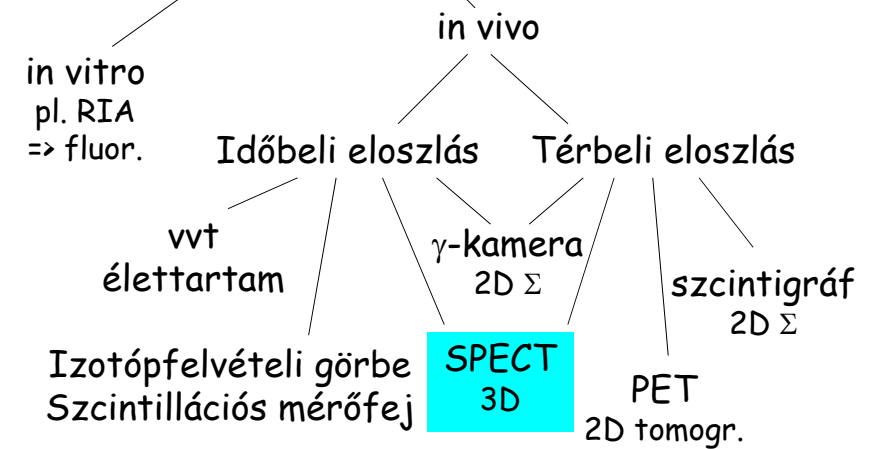 in vivo
in vitro
pl. RIA
=> fluor.
Időbeli eloszlás
Térbeli eloszlás
vvt
élettartam
γ-kamera
2D Σ
szcintigráf
2D Σ
Izotópfelvételi görbe
Szcintillációs mérőfej
SPECT
3D
PET
2D tomogr.